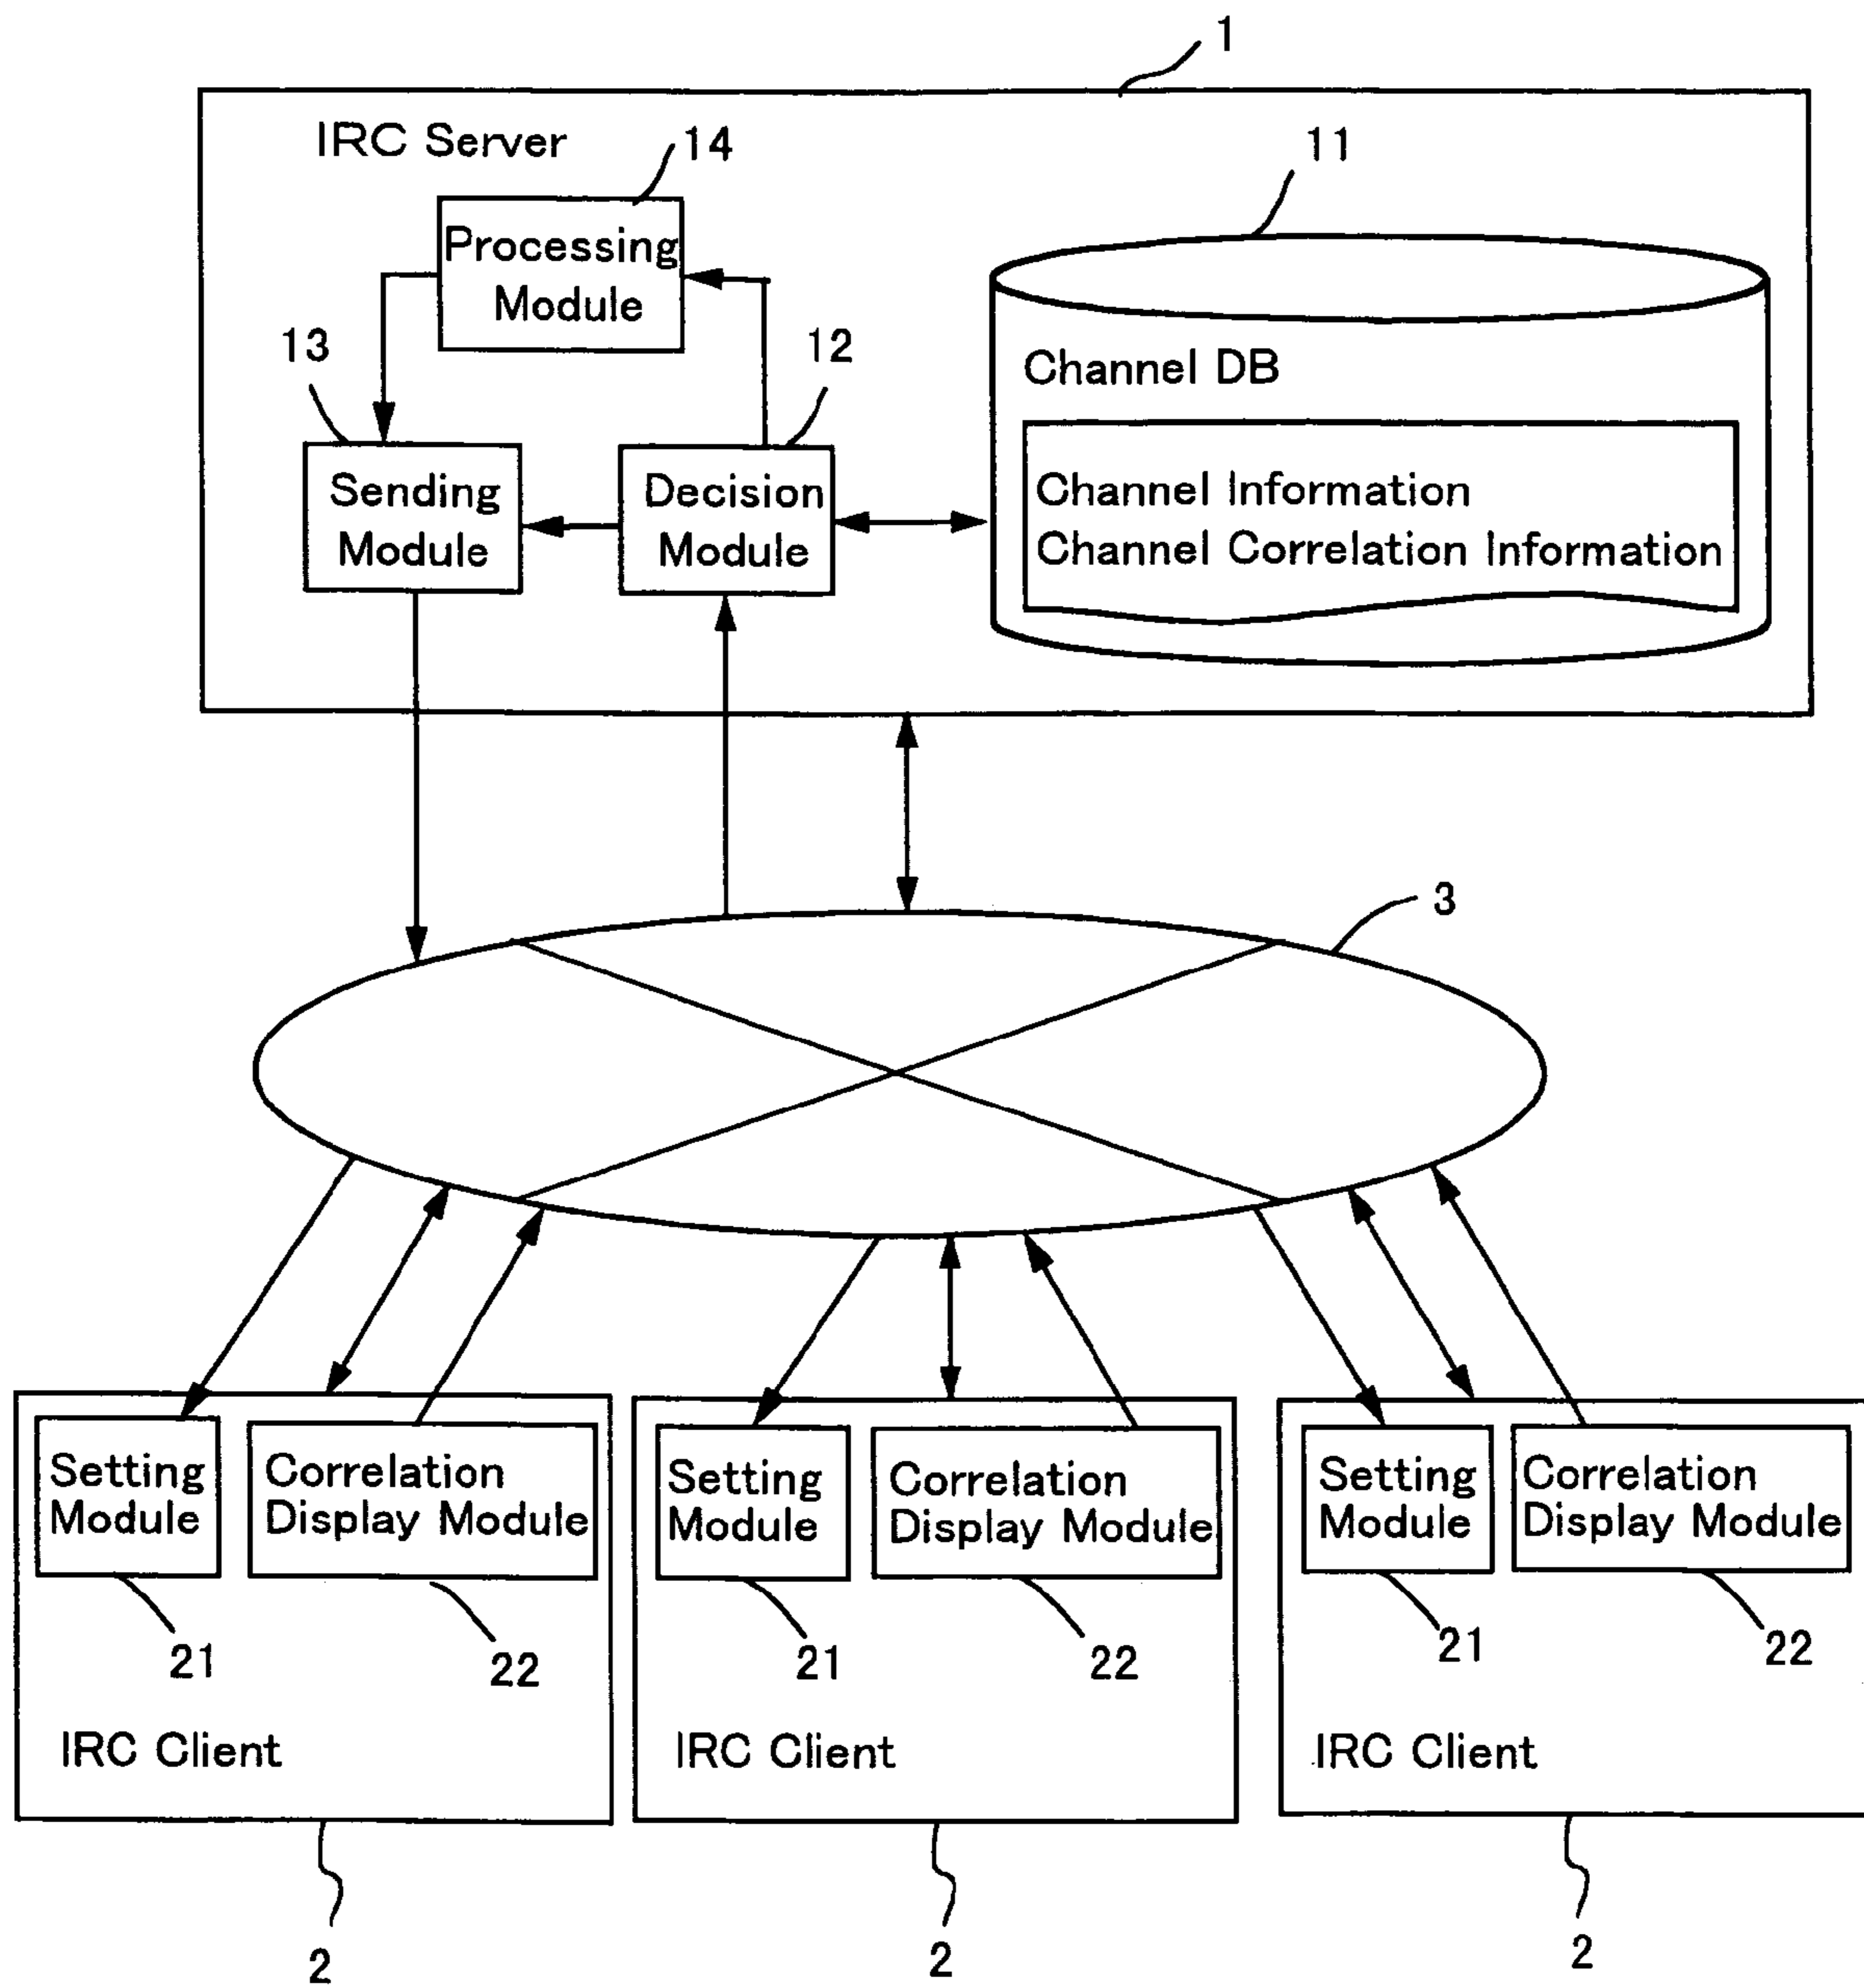 1
IRC Server
14
11
Processing
Module
13
12
Channel DB
Sending
Module
Decision
Module
Channel Information
Channel Correlation Information
3
Setting
Module
Correlation
Display Module
21
22
IRC Client
2
Setting
Module
Correlation
Display Module
21
22
IRC Client
2
Setting
Module
Correlation
Display Module
21
22
IRC Client
2